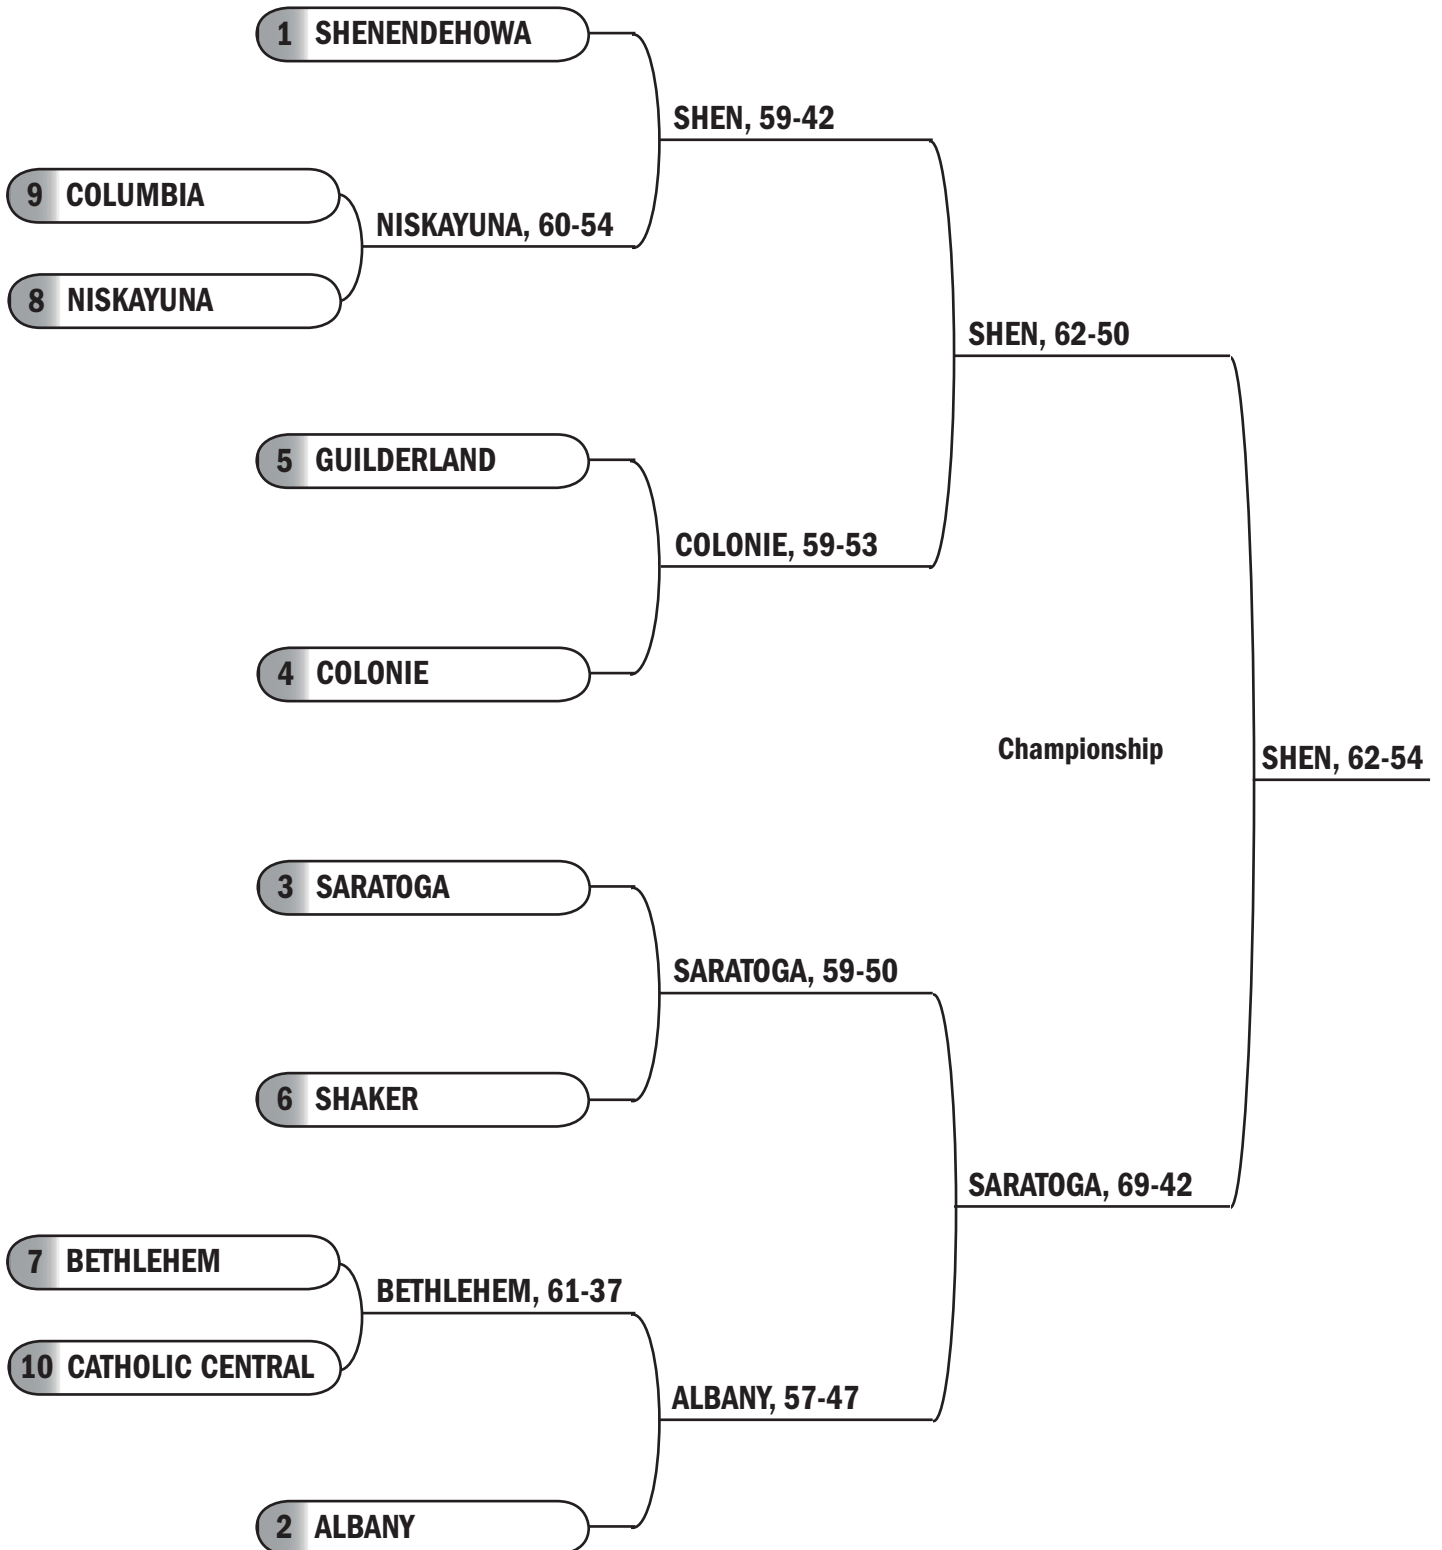 1 SHENENDEHOWA
SHEN, 59-42
9 COLUMBIA
NISKAYUNA, 60-54
8 NISKAYUNA
SHEN, 62-50
5 GUILDERLAND
COLONIE, 59-53
4 COLONIE
Championship
SHEN, 62-54
3 SARATOGA
SARATOGA, 59-50
6 SHAKER
SARATOGA, 69-42
7 BETHLEHEM
BETHLEHEM, 61-37
10 CATHOLIC CENTRAL
ALBANY, 57-47
2 ALBANY